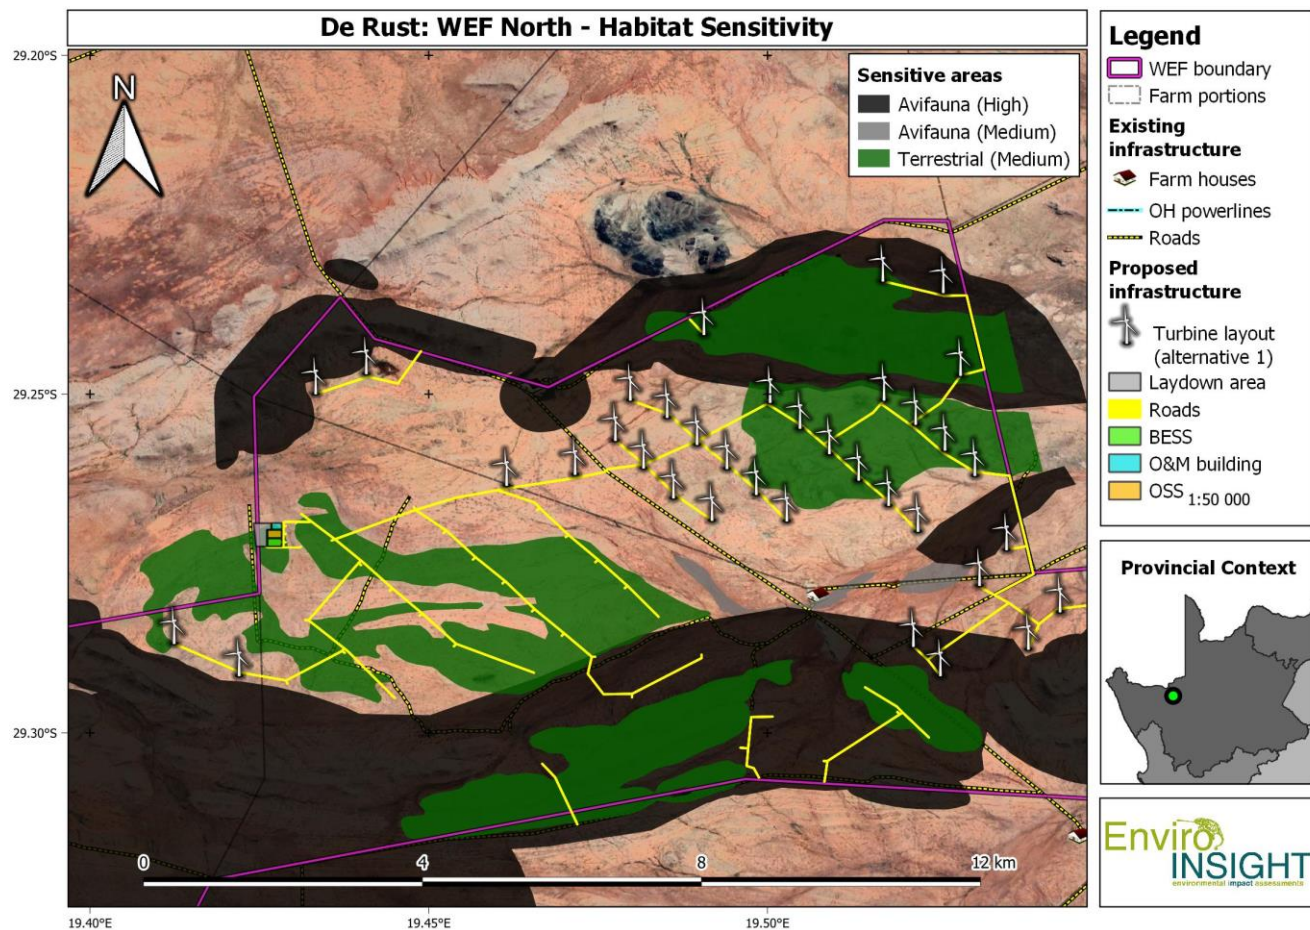 De Rust: WEF North - Habitat Sensitivity
29.20°S
29.25°S
29.30°S
N
Sensitive areas
Avifauna (High)
Avifauna (Medium)
Terrestrial (Medium)
0
4
8
12 km
19.40°E
19.45°E
19.50°E
Legend
WEF boundary
Farm portions
Existing
infrastructure
Farm houses
OH powerlines
Roads
Proposed
infrastructure
Turbine layout
(alternative 1)
Laydown area
Roads
BESS
O&M building
OSS
1:50 000
Provincial Context
Enviro
INSIGHT
environmental impact assessments